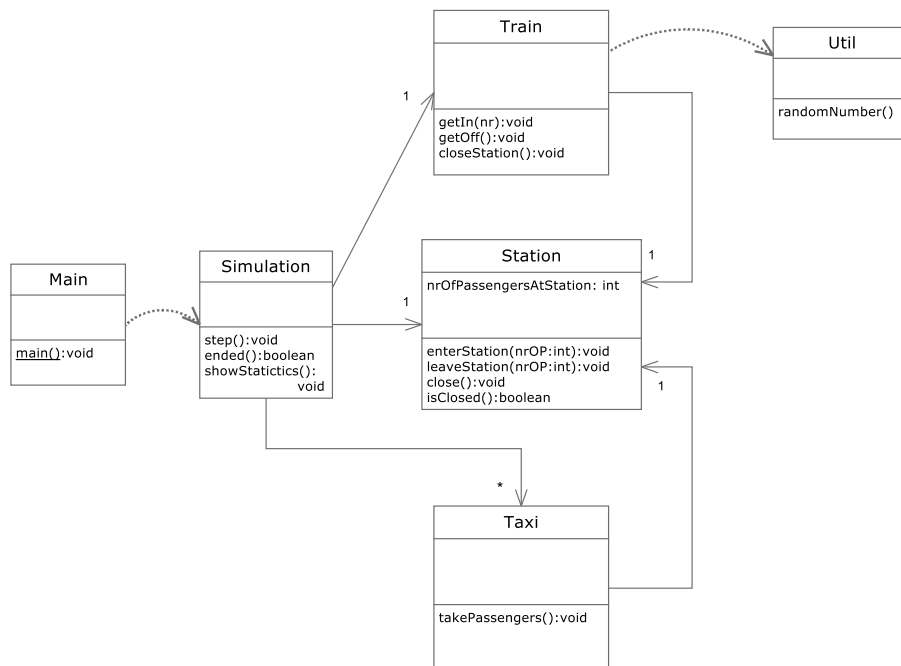 Train
getIn(nr):void
getOff():void
closeStation():void
Util
randomNumber()
1
Main
main():void
Simulation
step():void
ended():boolean
showStatictics():
void
1
Station
nrOfPassengersAtStation: int
enterStation(nrOP:int):void
leaveStation(nrOP:int):void
close():void
isClosed():boolean
1
1
*
Taxi
takePassengers():void